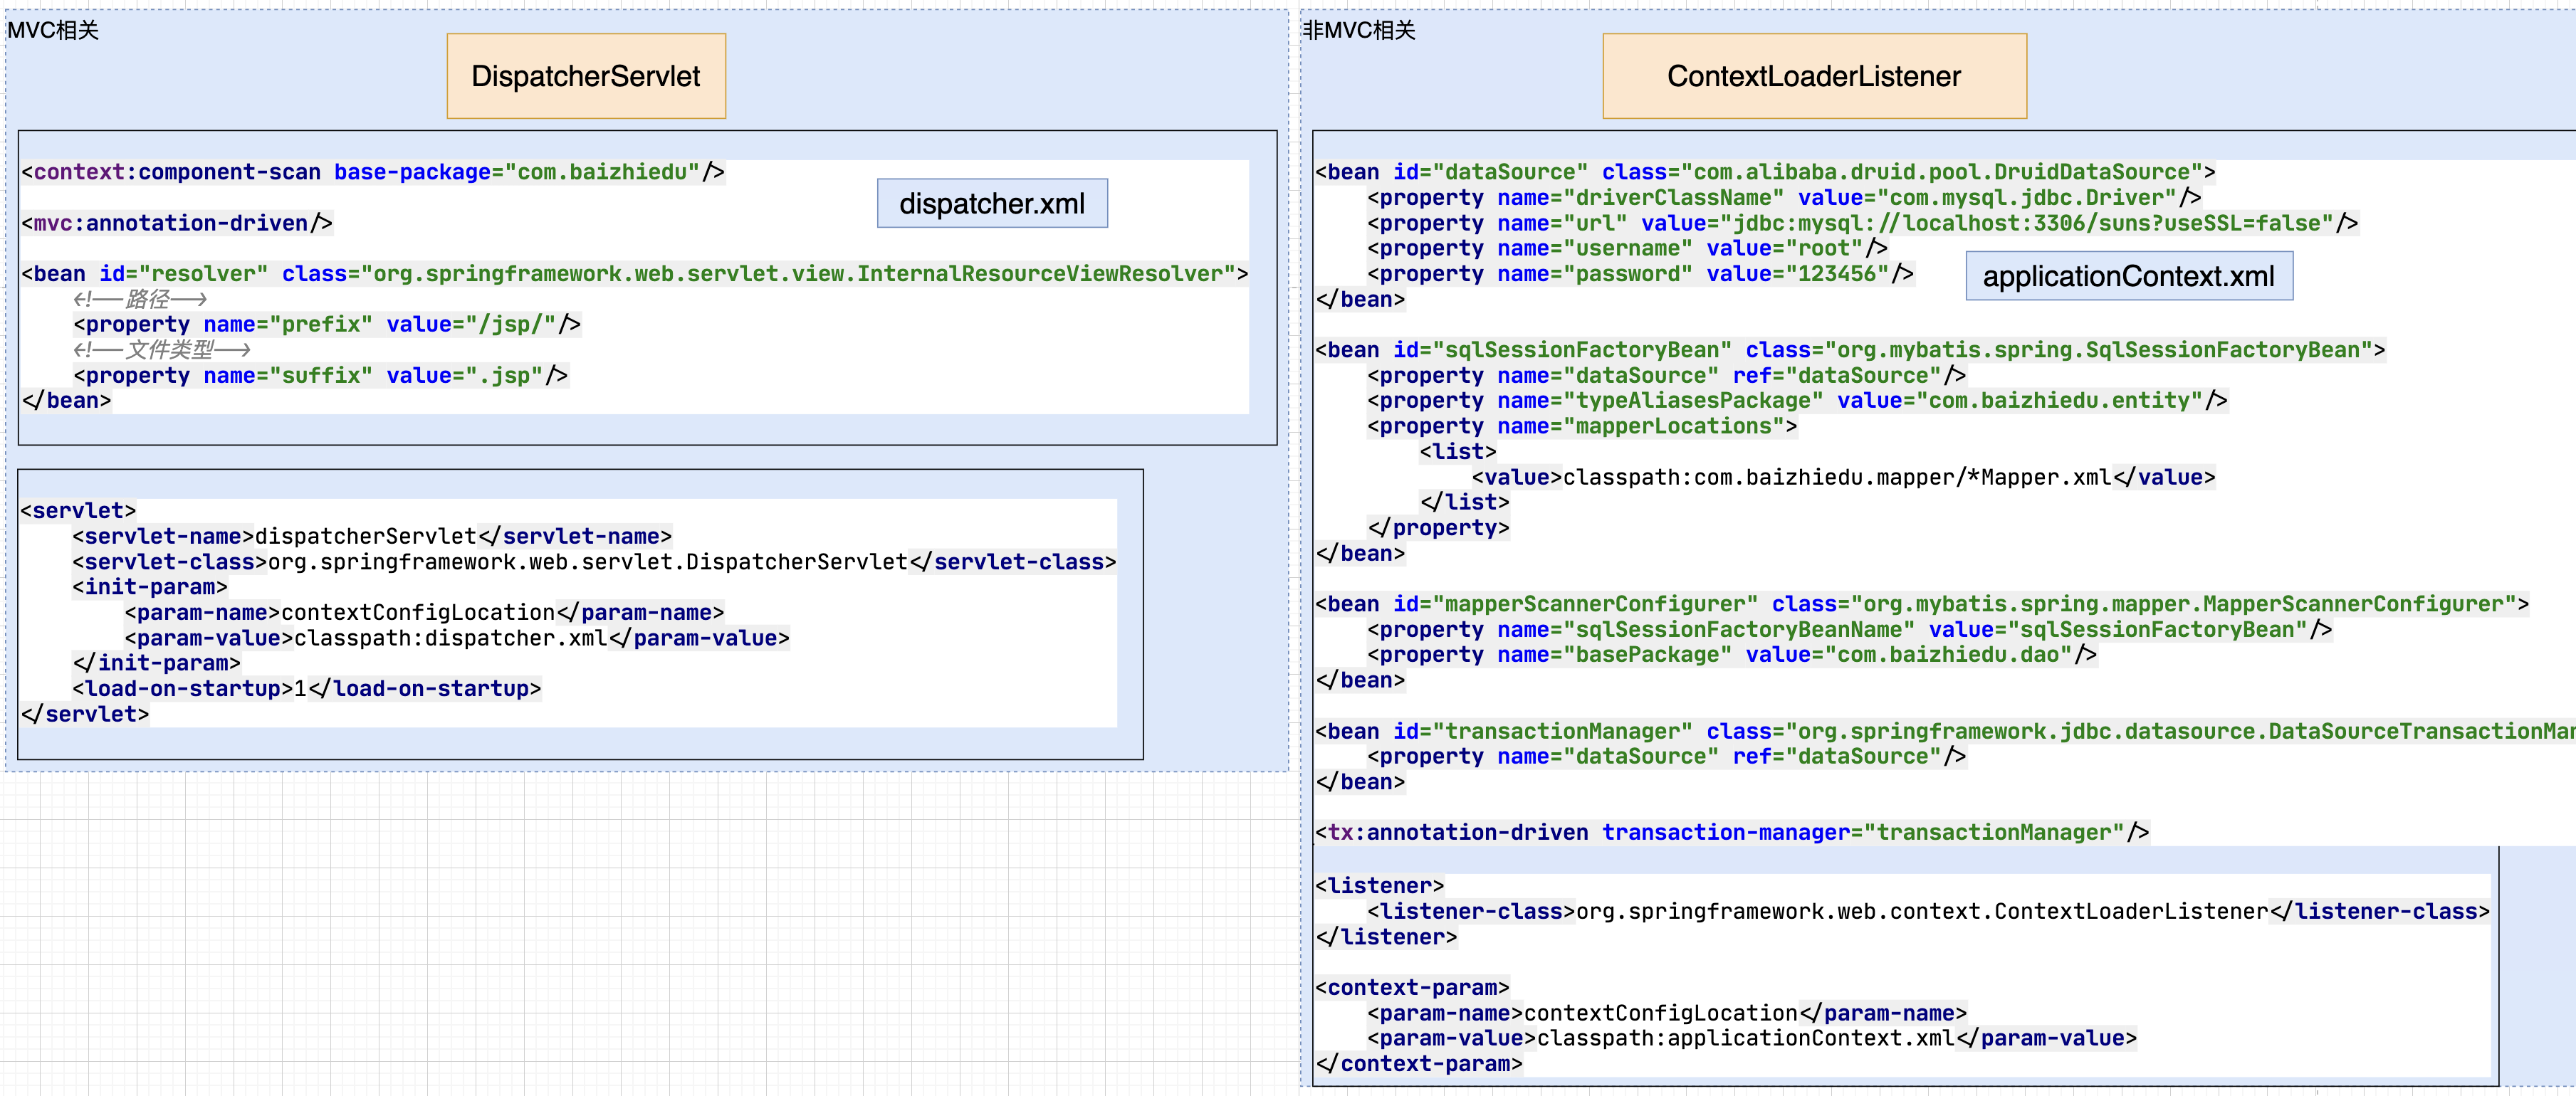 MVC相关
DispatcherServlet
<context:component-scan base-package="com.baizhiedu"/>
dispatcher.xml
<mvc:annotation-driven/>
<bean id="resolver" class="org.springframework.web.servlet.view.InternalResourceViewResolver">
<!--路径-->
<property name="prefix" value="/jsp/"/>
<!--文件类型-->
<property name="suffix" value=".jsp"/>
</bean>
<servlet>
<servlet-name>dispatcherServlet</servlet-name>
<servlet-class>org.springframework.web.servlet.DispatcherServlet</servlet-class>
<init-param>
<param-name>contextConfigLocation</param-name>
<param-value>classpath:dispatcher.xml</param-value>
</init-param>
<load-on-startup>1</load-on-startup>
</servlet>
非MVC相关
ContextLoaderListener
<bean id="dataSource" class="com.alibaba.druid.pool.DruidDataSource">
<property name="driverClassName" value="com.mysql.jdbc.Driver"/>
<property name="url" value="jdbc:mysql://localhost:3306/suns?useSSL=false"/>
<property name="username" value="root"/>
<property name="password" value="123456"/>
applicationContext.xml
</bean>
<bean id="sqlSessionFactoryBean" class="org.mybatis.spring.SqlSessionFactoryBean">
<property name="dataSource" ref="dataSource"/>
<property name="typeAliasesPackage" value="com.baizhiedu.entity"/>
<property name="mapperLocations">
<list>
<value>classpath:com.baizhiedu.mapper/*Mapper.xml</value>
</list>
</property>
</bean>
<bean id="mapperScannerConfigurer" class="org.mybatis.spring.mapper.MapperScannerConfigurer">
<property name="sqlSessionFactoryBeanName" value="sqlSessionFactoryBean"/>
<property name="basePackage" value="com.baizhiedu.dao"/>
</bean>
<bean id="transactionManager" class="org.springframework.jdbc.datasource.DataSourceTransactionMa
<property name="dataSource" ref="dataSource"/>
</bean>
<tx:annotation-driven transaction-manager="transactionManager"/>
<listener>
<listener-class>org.springframework.web.context.ContextLoaderListener</listener-class>
</listener>
<context-param>
<param-name>contextConfigLocation</param-name>
<param-value>classpath:applicationContext.xml</param-value>
</context-param>